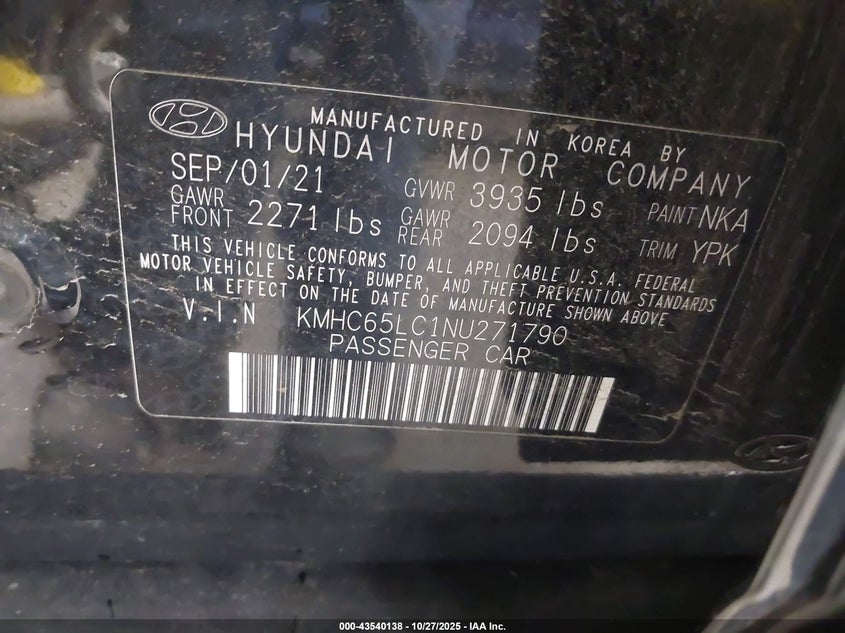 MANUFACTURED IN KOREA BY
HYUNDAI MOTOR COMPANY
SEP/01/21 GVWR 3935 lbs PAINT NKA
GAWR FRONT 2271 lbs GAWR REAR 2094 lbs TRIM YPK
THIS VEHICLE CONFORMS TO ALL APPLICABLE U.S.A. FEDERAL
MOTOR VEHICLE SAFETY, BUMPER, AND THEFT PREVENTION STANDARDS
IN EFFECT ON THE DATE OF MANUFACTURE SHOWN ABOVE
V.I.N KMHC65LC1NU271790
PASSENGER CAR
000-43540138 - 10/27/2025 - IAA Inc.